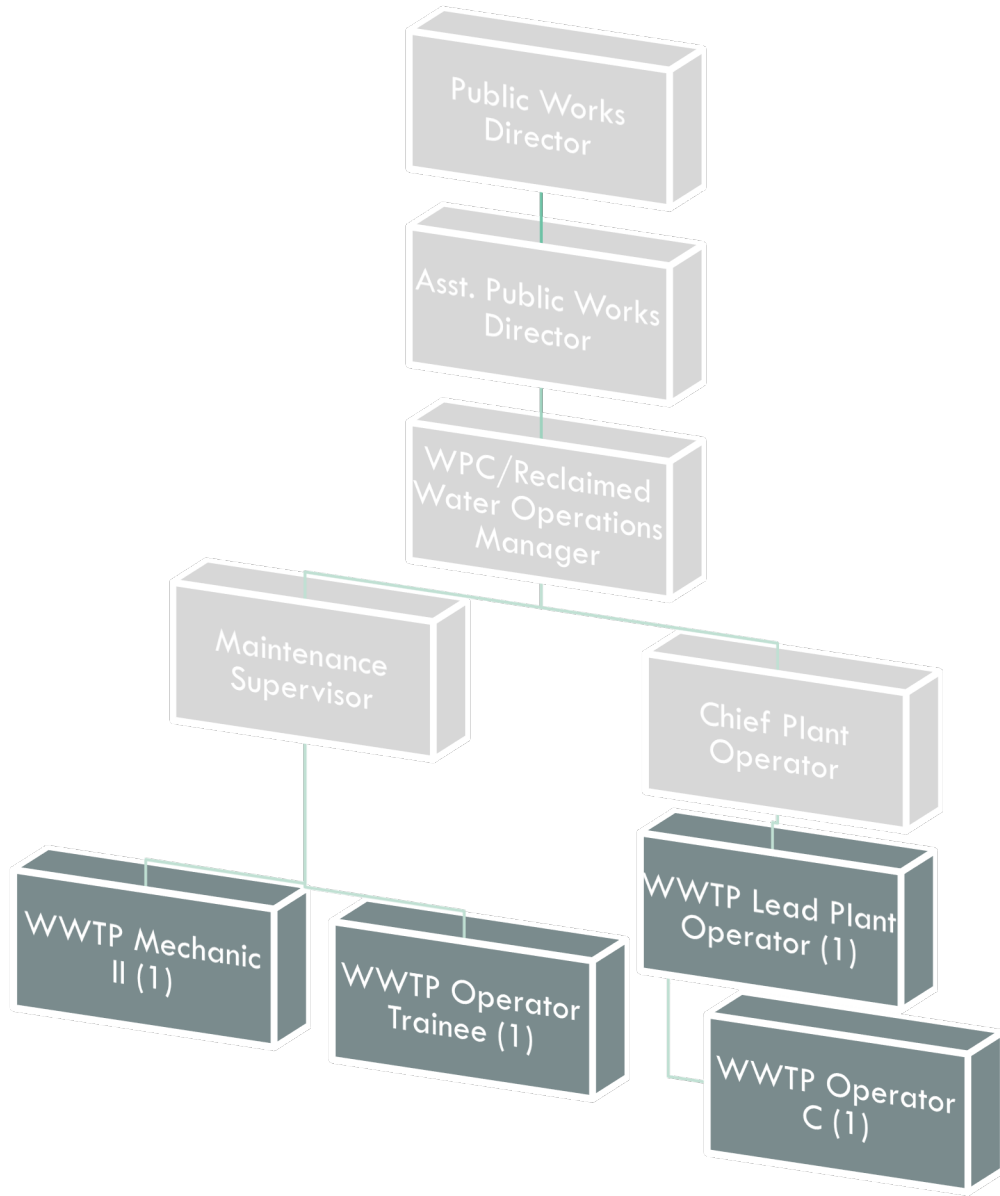 Public Works
Director
Asst. Public Works
Director
WPC/Reclaimed
Water Operations
Manager
Maintenance
Supervisor
Chief Plant
Operator
WWTP Mechanic
II (1)
WWTP Operator
Trainee (1)
WWTP Lead Plant
Operator (1)
WWTP Operator
C (1)